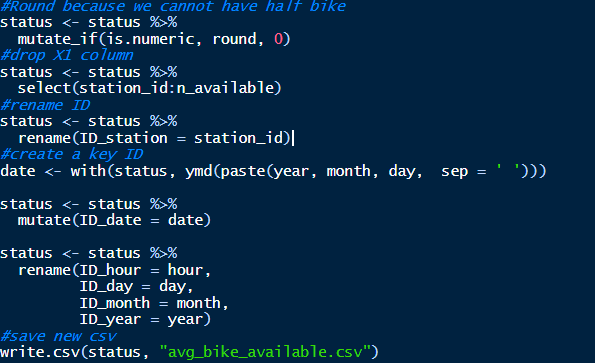 #Round because we cannot have half bike
status <- status %>%
  mutate_if(is.numeric, round, 0)
#drop X1 column
status <- status %>%
  select(station_id:n_available)
#rename ID
status <- status %>%
  rename(ID_station = station_id)
#create a key ID
date <- with(status, ymd(paste(year, month, day,  sep = ' ')))

status <- status %>%
  mutate(ID_date = date)

status <- status %>%
  rename(ID_hour = hour,
         ID_day = day,
         ID_month = month,
         ID_year = year)
#save new csv
write.csv(status, "avg_bike_available.csv")